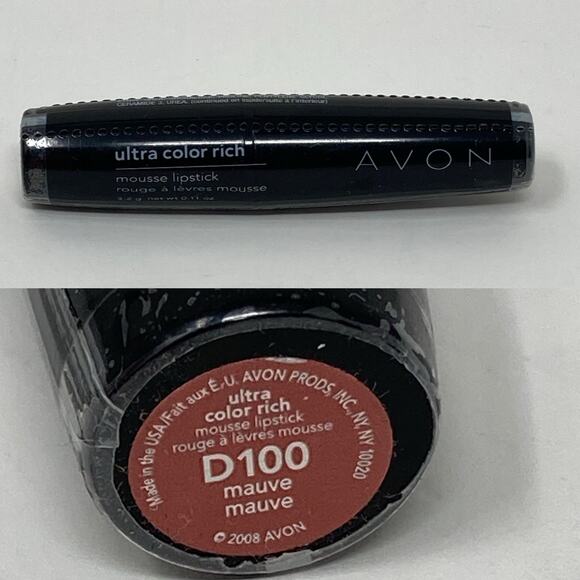 CERAMIDE 3, UREA. (continued on inside/suite à l'intérieur)
ultra color rich
mousse lipstick
rouge à lèvres mousse
3.2 g net wt 0.11 oz
AVON
Made in the USA/Fait aux É.-U. AVON PRODS, INC, NY, NY 10020
ultra
color rich
mousse lipstick
rouge à lèvres mousse
D100
mauve
mauve
© 2008 AVON